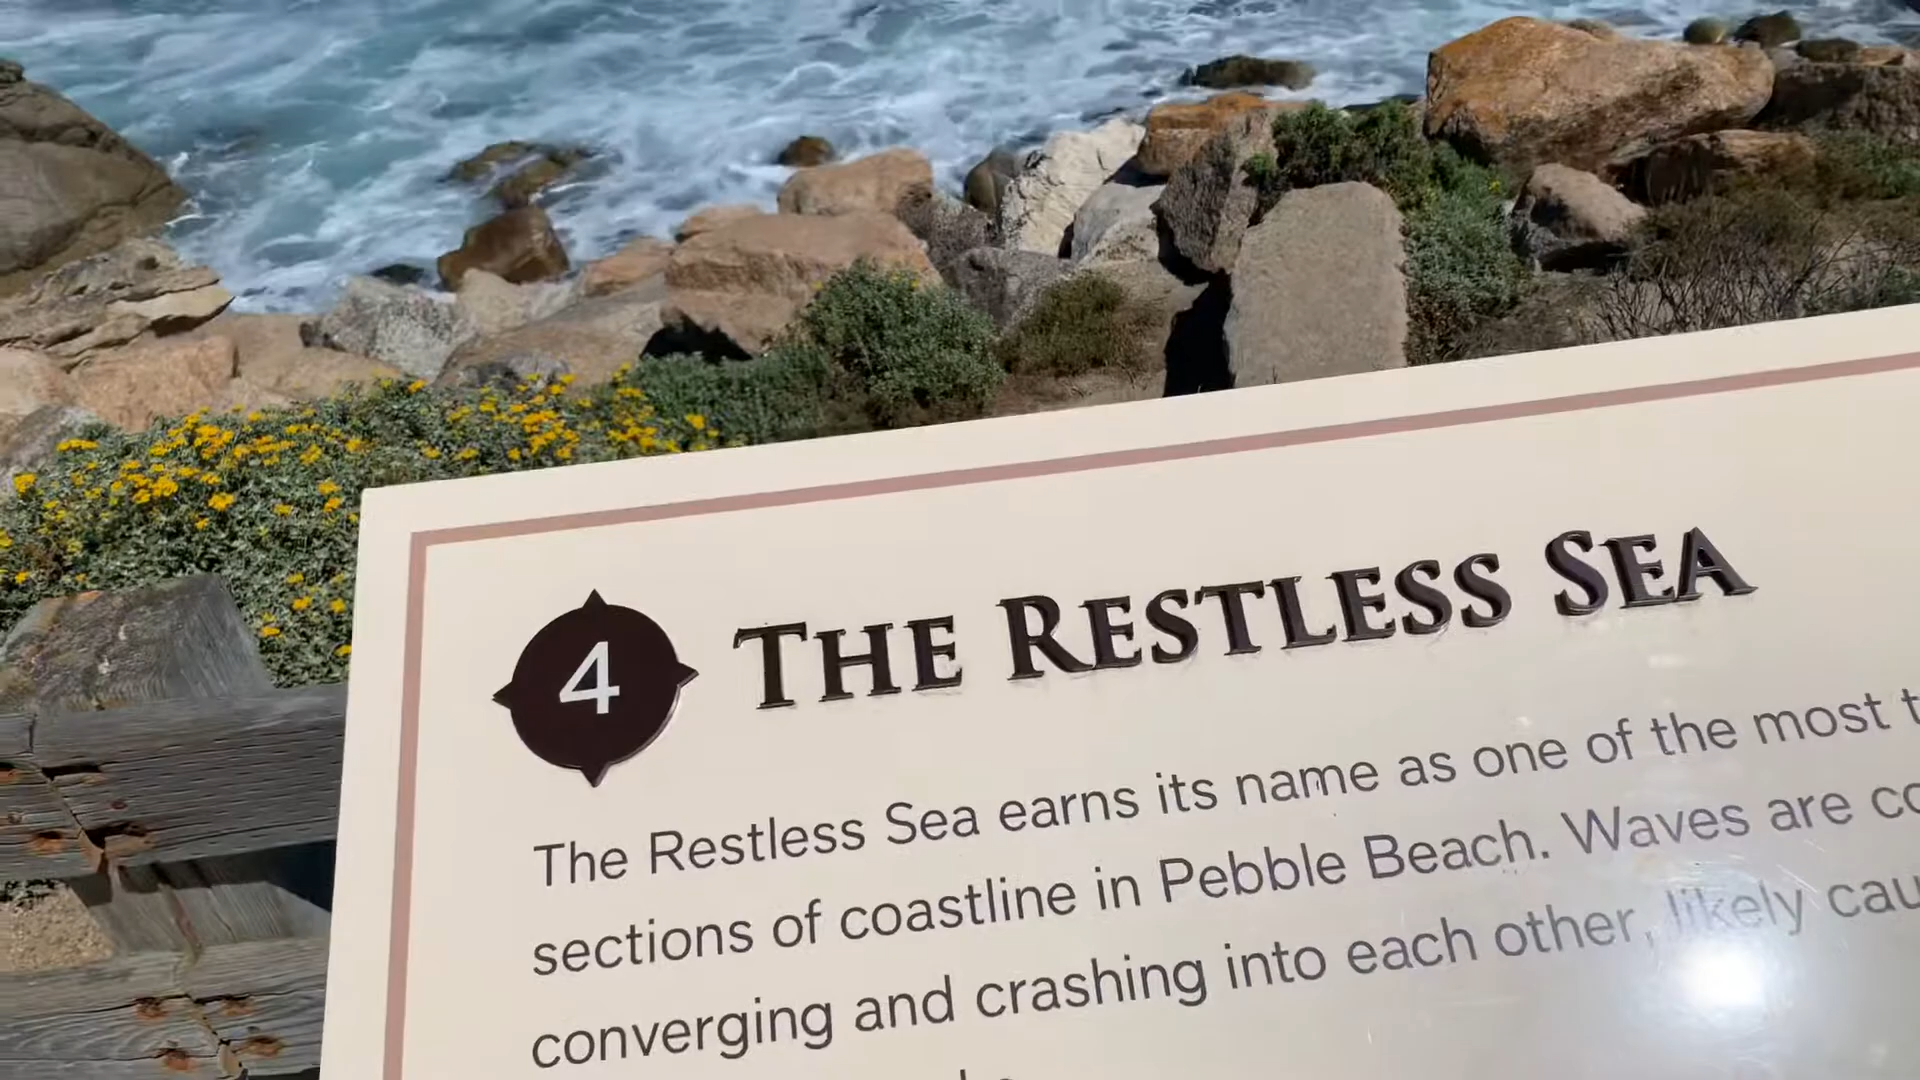 4
THE RESTLESS SEA
The Restless Sea earns its name as one of the most
sections of coastline in Pebble Beach. Waves are
converging and crashing into each other, likely